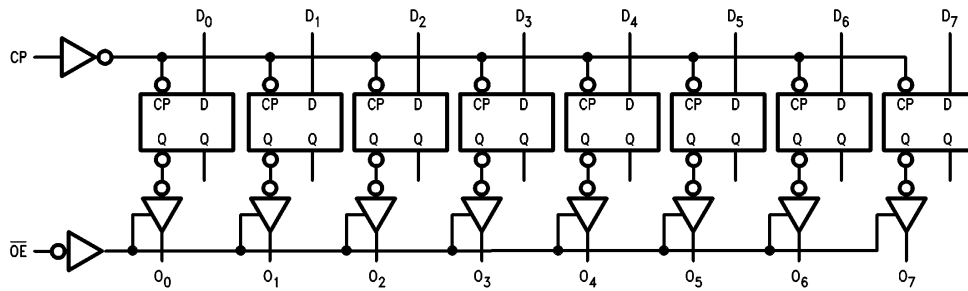 D0 D1 D2 D3 D4 D5 D6 D7
CP
CP D CP D CP D CP D CP D CP D CP D CP D
Q Q Q Q Q Q Q Q Q Q Q Q Q Q Q Q
O̅E̅
O0 O1 O2 O3 O4 O5 O6 O7